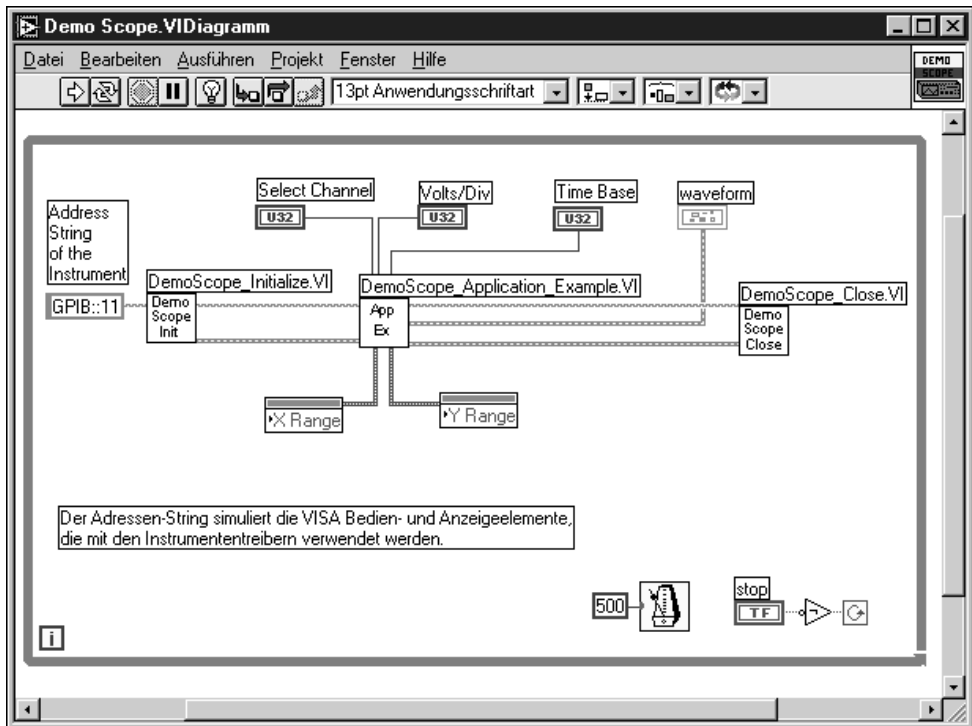 Demo Scope.VIDiagramm
Datei Bearbeiten Ausführen Projekt Fenster Hilfe
DEMO
SCOPE
13pt Anwendungsschriftart
Select Channel
U32
Volts/Div
U32
Time Base
U32
waveform
Address
String
of the
Instrument
GPIB::11
DemoScope_Initialize.VI
Demo
Scope
Init
DemoScope_Application_Example.VI
App
Ex
DemoScope_Close.VI
Demo
Scope
Close
X Range
Y Range
Der Adressen-String simuliert die VISA Bedien- und Anzeigeelemente,
die mit den Instrumententreibern verwendet werden.
500
stop
TF
i